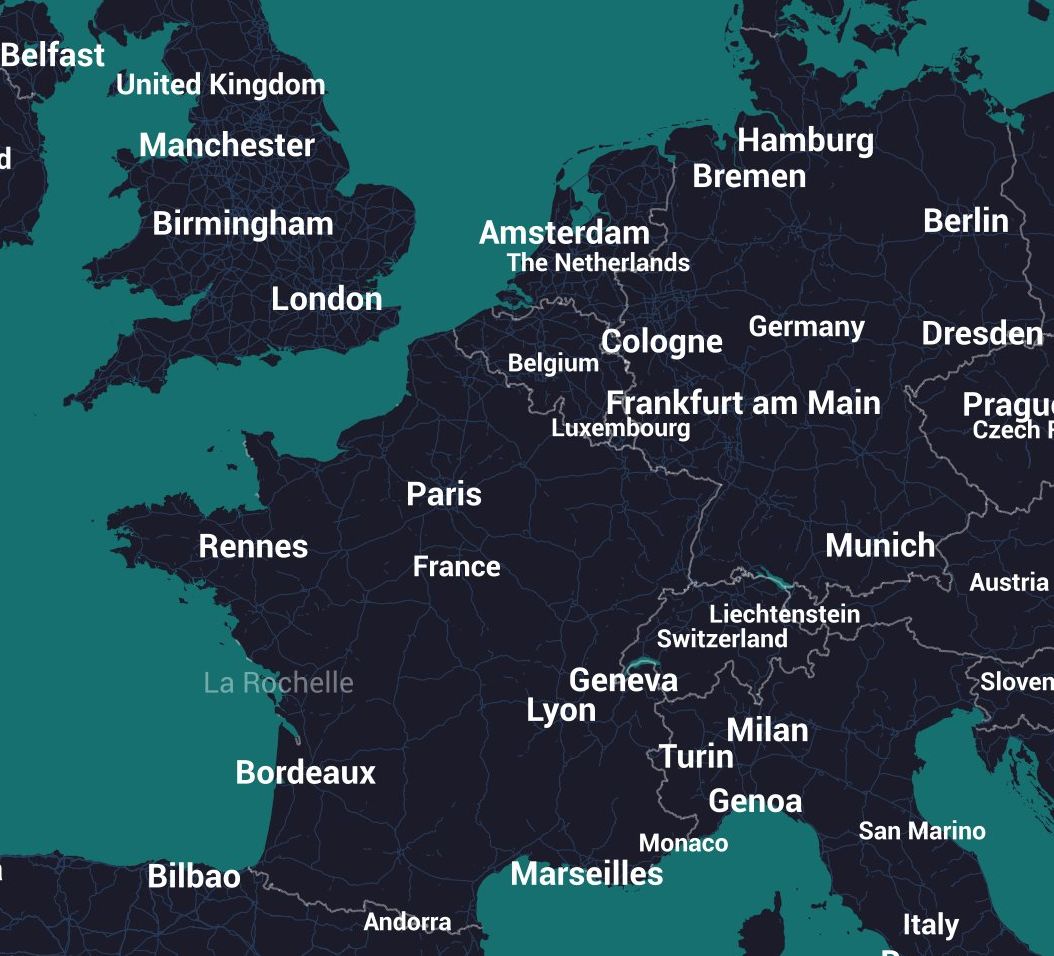 Belfast
United Kingdom
Hamburg
Manchester
d
Bremen
Birmingham
Berlin
Amsterdam
The Netherlands
London
Germany
Dresden
Cologne
Belgium
Frankfurt am Main
Prague
Luxembourg
Czech R
Paris
Rennes
Munich
France
Austria
Liechtenstein
Switzerland
Geneva
Sloven
La Rochelle
Lyon
Milan
Turin
Bordeaux
Genoa
San Marino
Monaco
Marseilles
Bilbao
Andorra
Italy